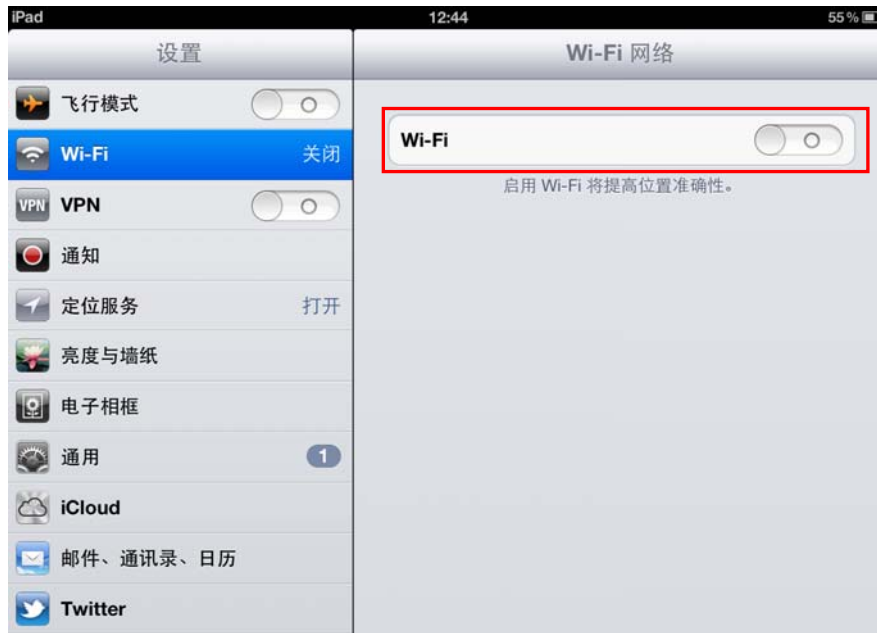 iPad 12:44 55%
设置
Wi-Fi 网络
飞行模式
Wi-Fi 关闭
VPN VPN
通知
定位服务 打开
亮度与墙纸
电子相框
通用 1
iCloud
邮件、通讯录、日历
Twitter
Wi-Fi
启用 Wi-Fi 将提高位置准确性。